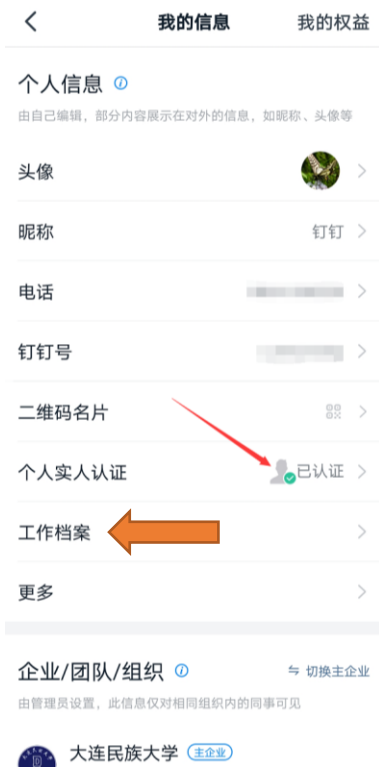 我的信息 我的权益
个人信息
由自己编辑，部分内容展示在对外的信息，如昵称、头像等
头像
昵称 钉钉
电话
钉钉号
二维码名片
个人实人认证 已认证
工作档案
更多
企业/团队/组织 切换主企业
由管理员设置，此信息仅对相同组织内的同事可见
大连民族大学 主企业